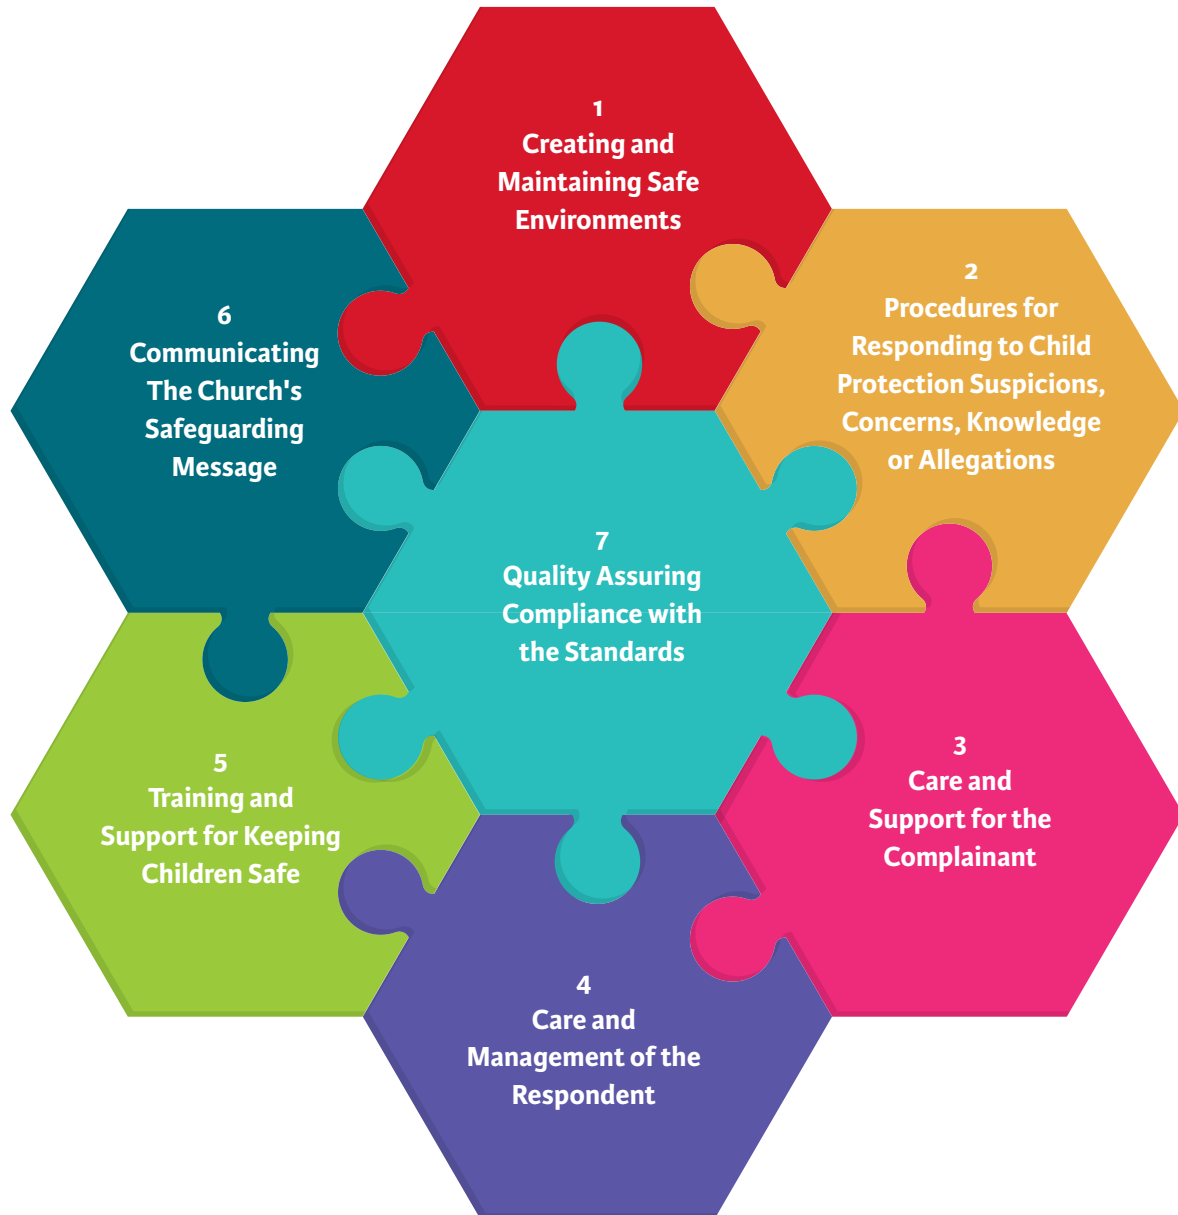 1
Creating and
Maintaining Safe
Environments
2
Procedures for
Responding to Child
Protection Suspicions,
Concerns, Knowledge
or Allegations
3
Care and
Support for the
Complainant
4
Care and
Management of the
Respondent
5
Training and
Support for Keeping
Children Safe
6
Communicating
The Church's
Safeguarding
Message
7
Quality Assuring
Compliance with
the Standards